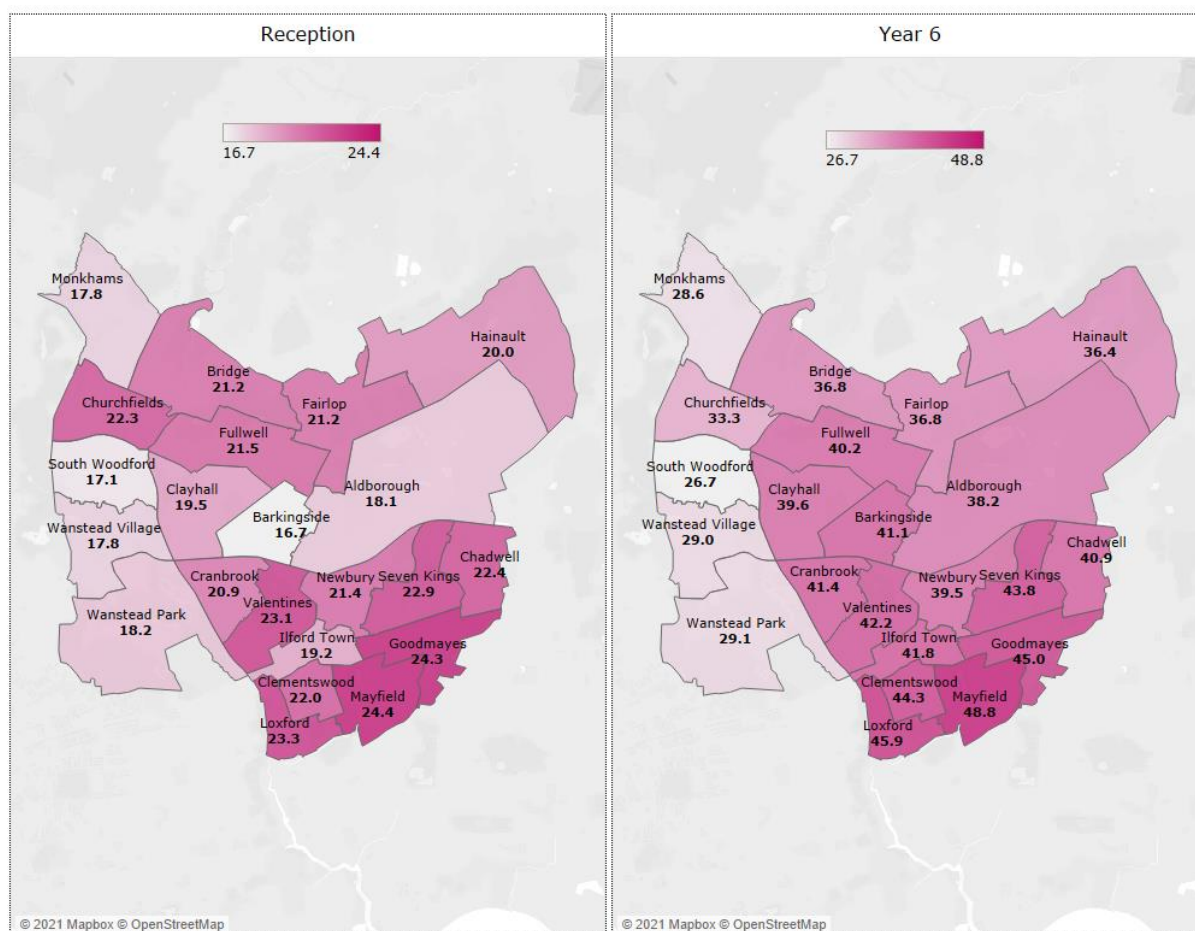 Reception
16.7 24.4
Monkhams
17.8
Hainault
20.0
Bridge
21.2
Churchfields
22.3
Fairlop
21.2
Fullwell
21.5
South Woodford
17.1
Clayhall
19.5
Aldborough
18.1
Barkingside
16.7
Wanstead Village
17.8
Chadwell
22.4
Cranbrook
20.9
Newbury
21.4
Seven Kings
22.9
Valentines
23.1
Wanstead Park
18.2
Ilford Town
19.2
Goodmayes
24.3
Clementswood
22.0
Mayfield
24.4
Loxford
23.3
© 2021 Mapbox © OpenStreetMap
Year 6
26.7 48.8
Monkhams
28.6
Hainault
36.4
Bridge
36.8
Churchfields
33.3
Fairlop
36.8
Fullwell
40.2
South Woodford
26.7
Clayhall
39.6
Aldborough
38.2
Barkingside
41.1
Wanstead Village
29.0
Chadwell
40.9
Cranbrook
41.4
Newbury
39.5
Seven Kings
43.8
Valentines
42.2
Wanstead Park
29.1
Ilford Town
41.8
Goodmayes
45.0
Clementswood
44.3
Mayfield
48.8
Loxford
45.9
© 2021 Mapbox © OpenStreetMap